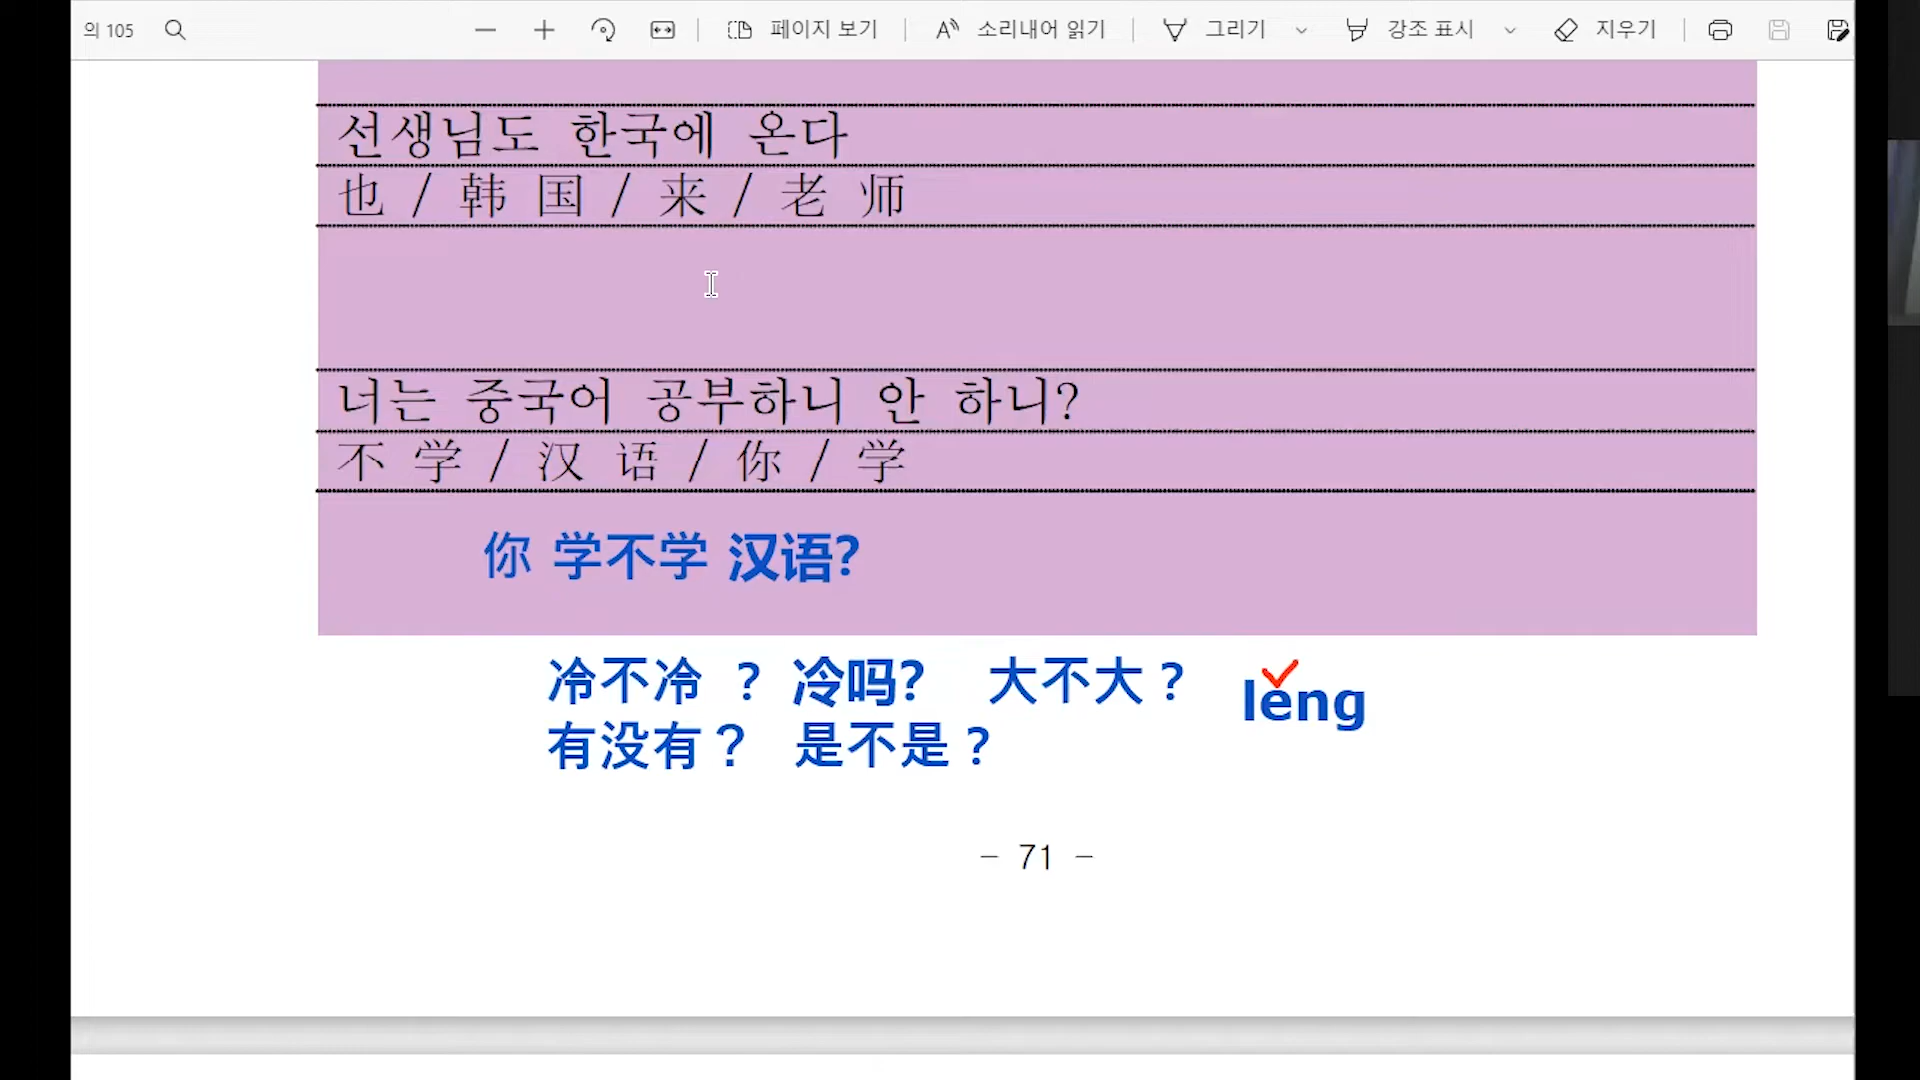 의 105 페이지 보기 소리내어 읽기 그리기 강조 표시 지우기
선생님도 한국에 온다
也 / 韩 国 / 来 / 老 师
너는 중국어 공부하니 안 하니?
不 学 / 汉 语 / 你 / 学
你 学不学 汉语?
冷不冷 ? 冷吗? 大不大 ? leng
有没有 ? 是不是 ?
- 71 -